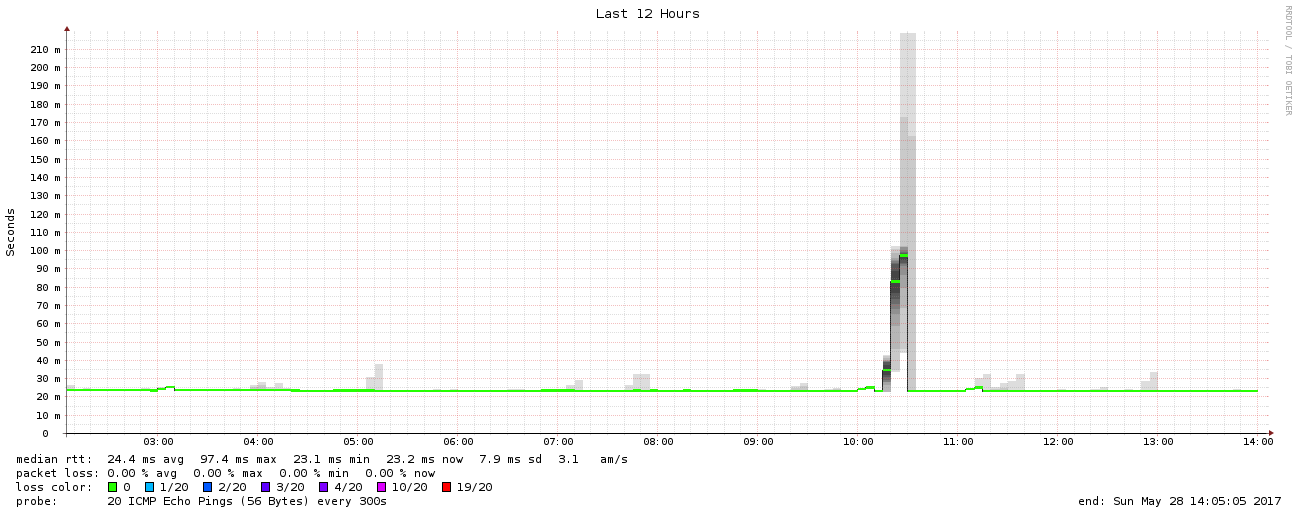 Last 12 Hours
RRDTOOL / TOBI OETIKER
Seconds
210 m
200 m
190 m
180 m
170 m
160 m
150 m
140 m
130 m
120 m
110 m
100 m
90 m
80 m
70 m
60 m
50 m
40 m
30 m
20 m
10 m
0
03:00 04:00 05:00 06:00 07:00 08:00 09:00 10:00 11:00 12:00 13:00 14:00
median rtt: 24.4 ms avg 97.4 ms max 23.1 ms min 23.2 ms now 7.9 ms sd 3.1 am/s
packet loss: 0.00 % avg 0.00 % max 0.00 % min 0.00 % now
loss color: 0 1/20 2/20 3/20 4/20 10/20 19/20
probe: 20 ICMP Echo Pings (56 Bytes) every 300s end: Sun May 28 14:05:05 2017